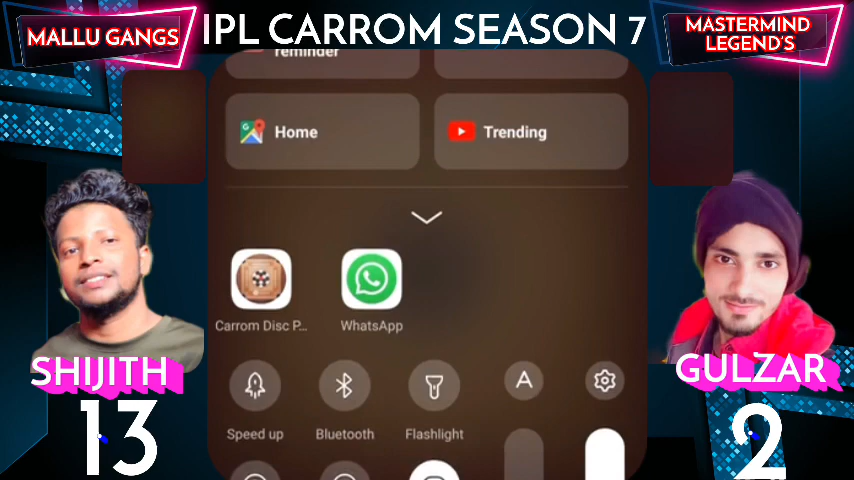 MALLU GANGS
IPL CARROM SEASON 7
MASTERMIND
LEGEND'S
reminder
Home
Trending
Carrom Disc P...
WhatsApp
A
Speed up
Bluetooth
Flashlight
SHIJITH
13
GULZAR
2